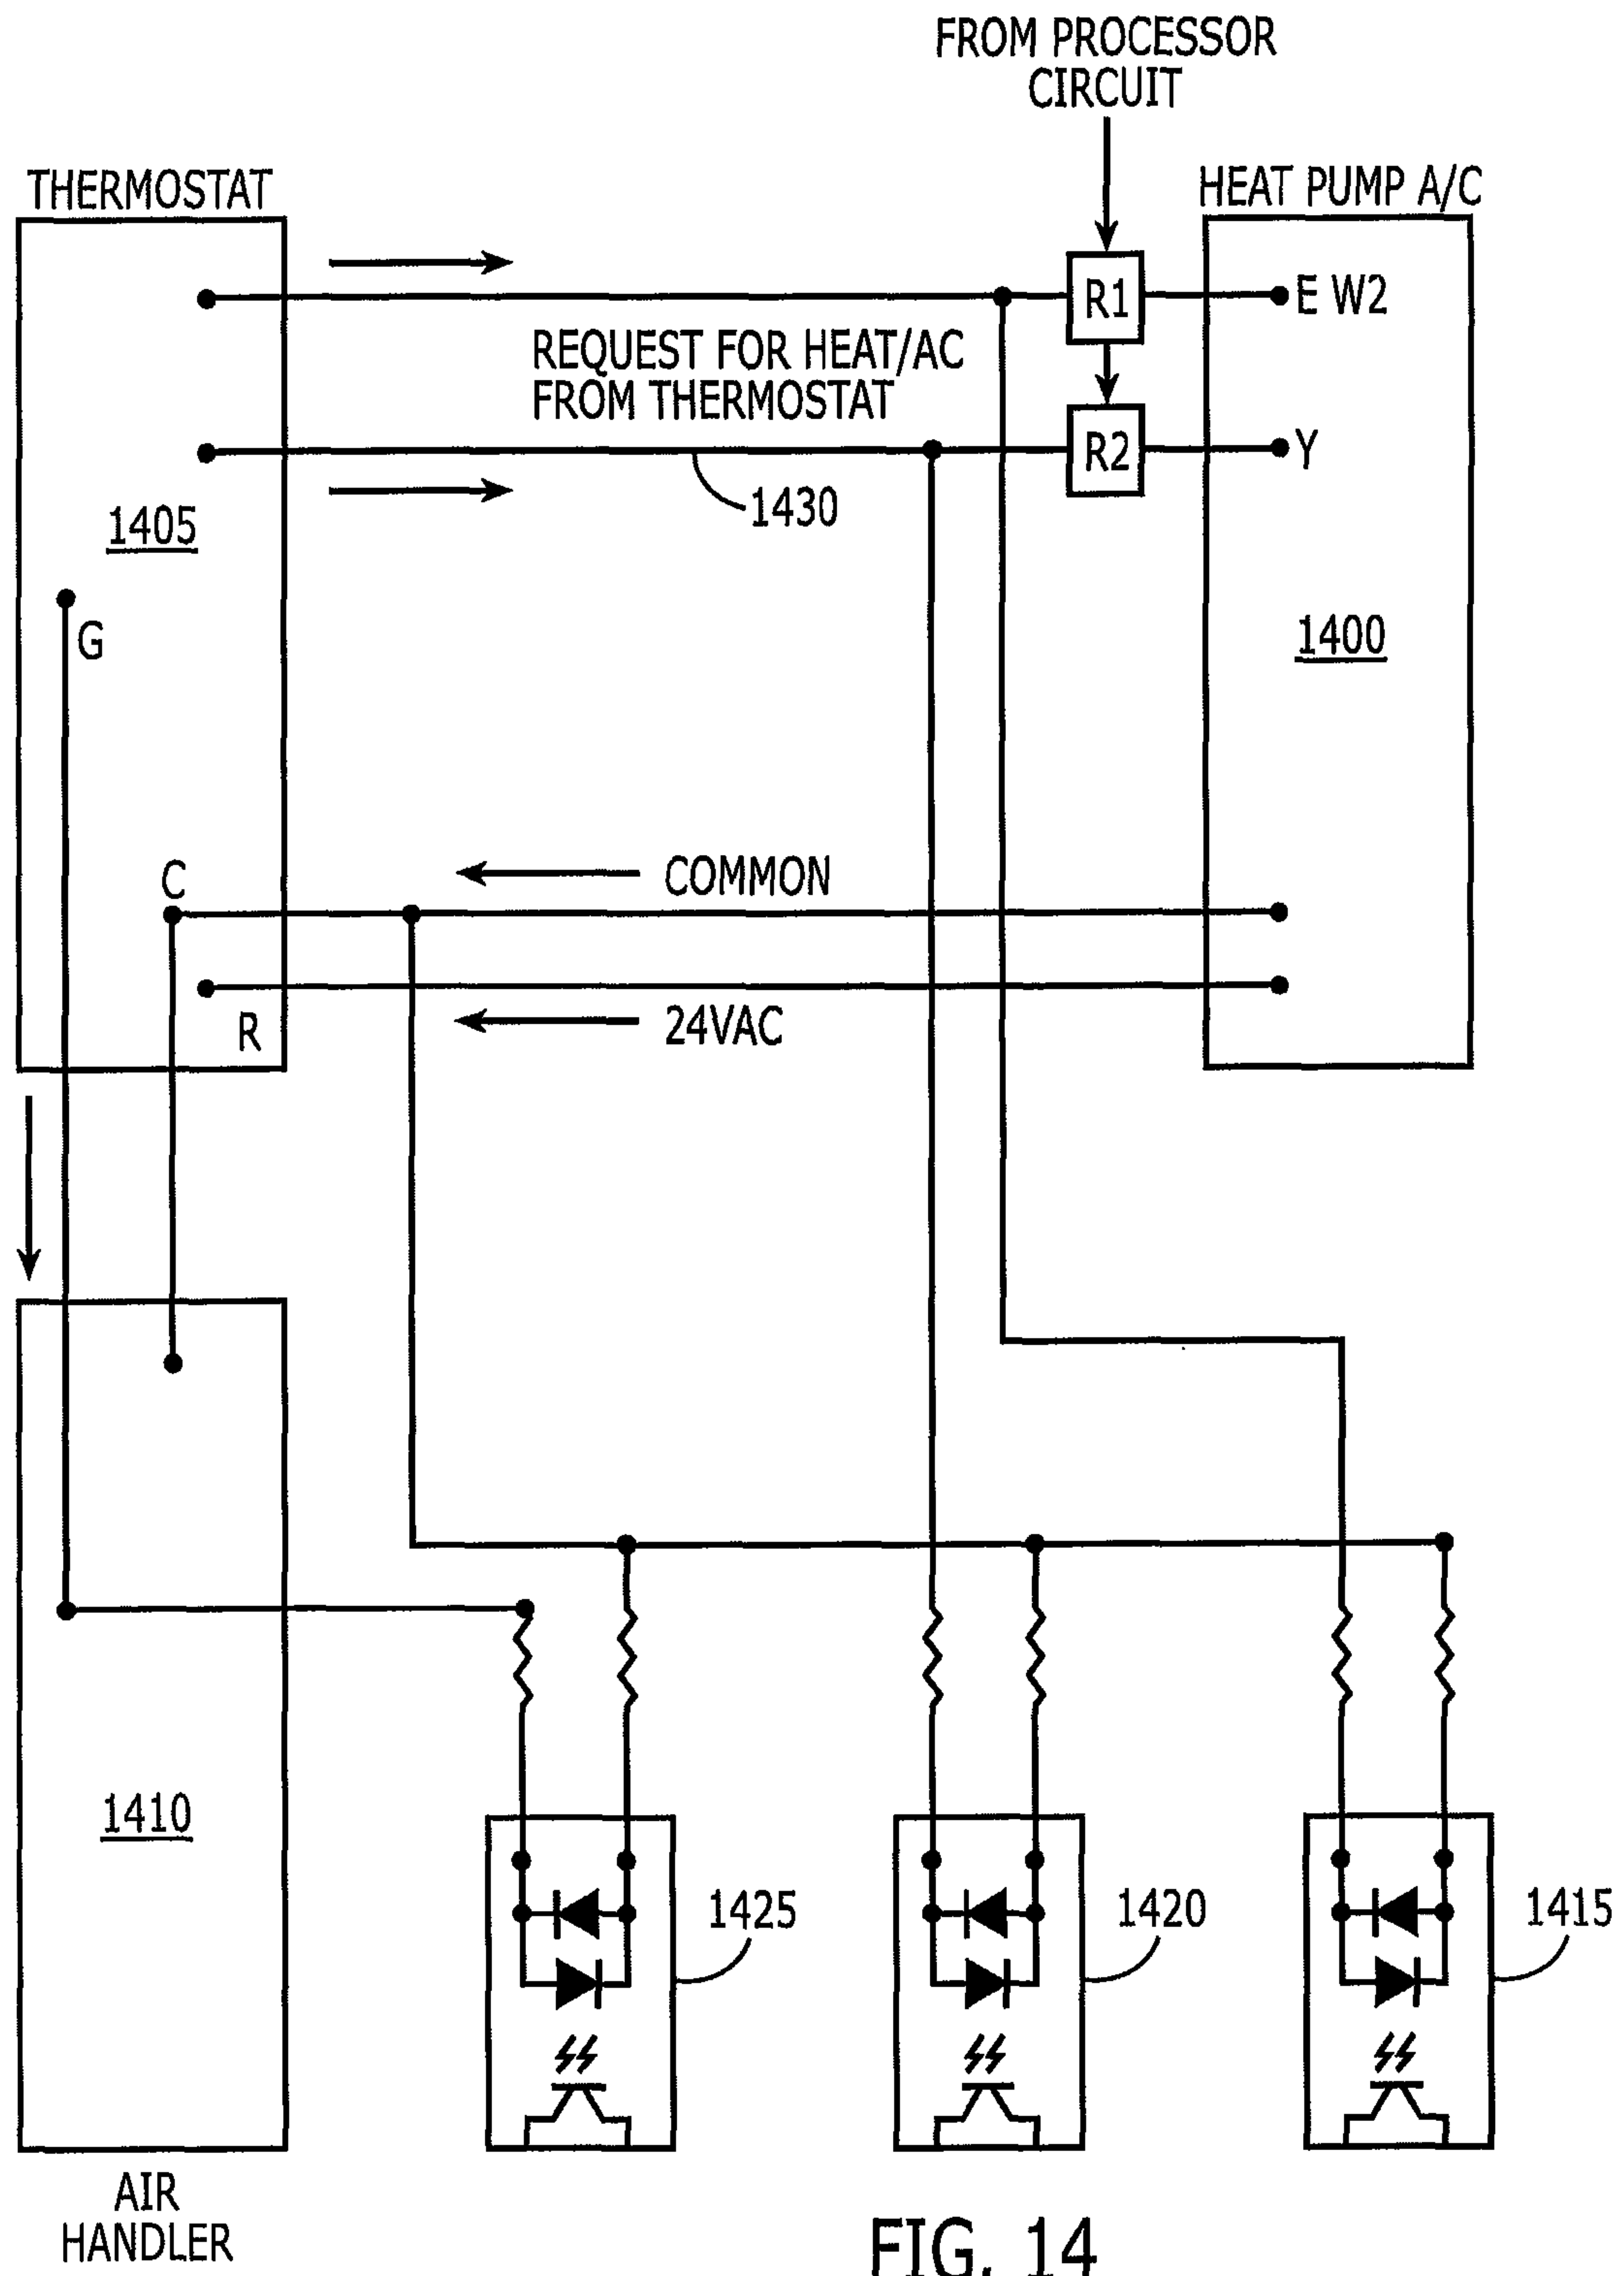 FROM PROCESSOR
CIRCUIT
THERMOSTAT
HEAT PUMP A/C
R1
E W2
REQUEST FOR HEAT/AC
FROM THERMOSTAT
R2
Y
1430
1405
G
1400
C
COMMON
R
24VAC
1410
1425
1420
1415
AIR
HANDLER
FIG. 14